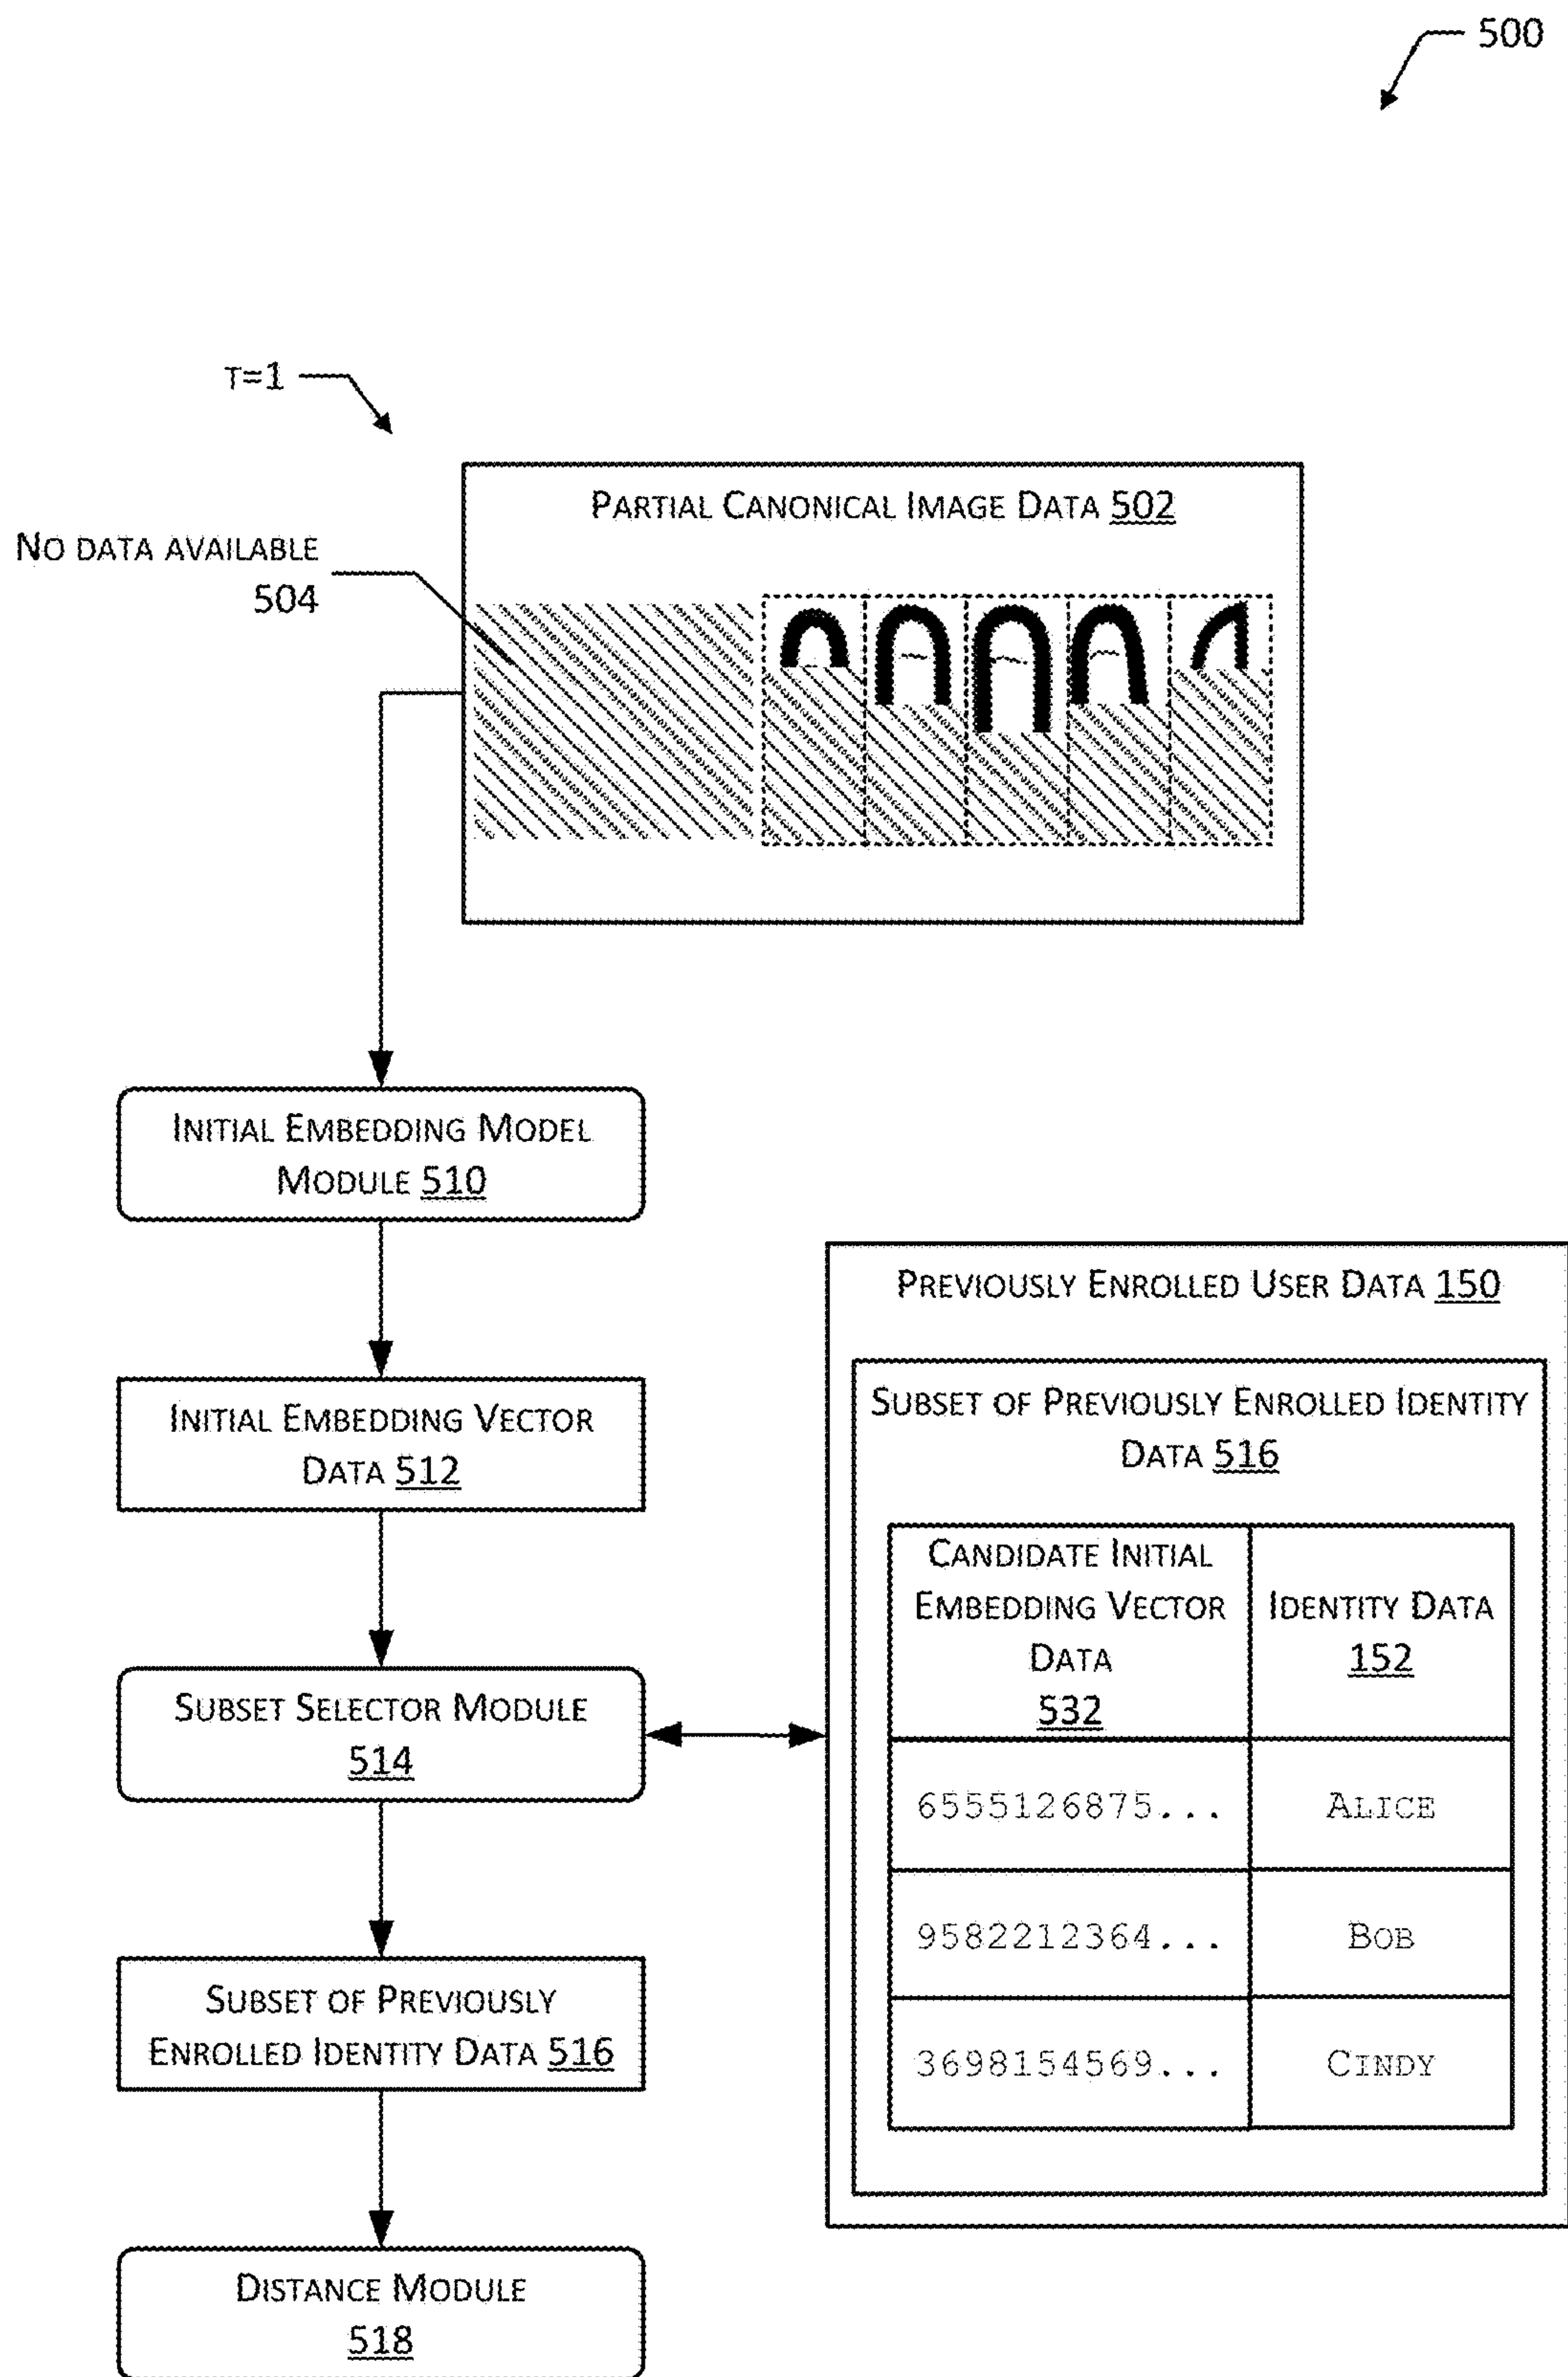 500
T=1
PARTIAL CANONICAL IMAGE DATA 502
NO DATA AVAILABLE
504
INITIAL EMBEDDING MODEL
MODULE 510
INITIAL EMBEDDING VECTOR
DATA 512
SUBSET SELECTOR MODULE
514
SUBSET OF PREVIOUSLY
ENROLLED IDENTITY DATA 516
DISTANCE MODULE
518
PREVIOUSLY ENROLLED USER DATA 150
SUBSET OF PREVIOUSLY ENROLLED IDENTITY
DATA 516
CANDIDATE INITIAL
EMBEDDING VECTOR
DATA
532
IDENTITY DATA
152
6555126875...
ALICE
9582212364...
BOB
3698154569...
CINDY